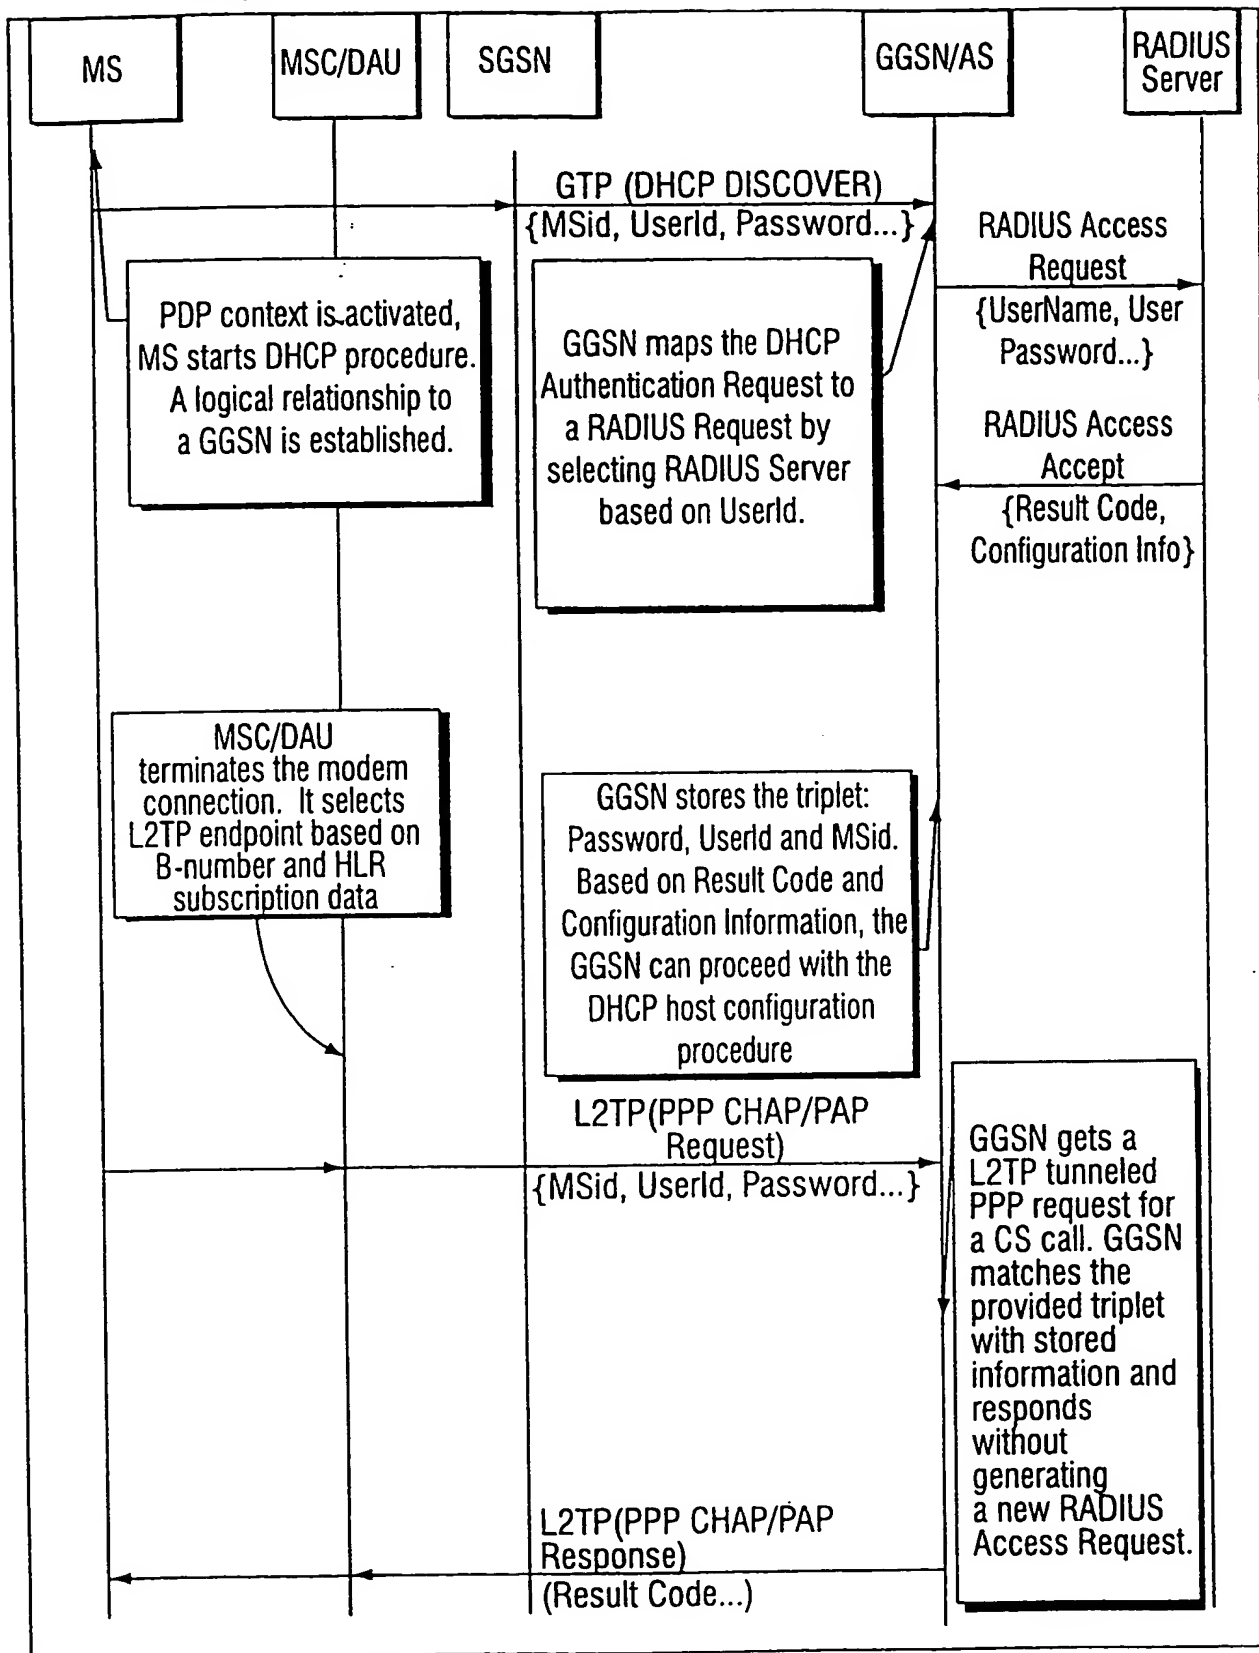 MS
MSC/DAU
SGSN
GGSN/AS
RADIUS
Server
GTP (DHCP DISCOVER)
{MSid, UserId, Password...}
RADIUS Access
Request
{UserName, User
Password...}
PDP context is activated,
MS starts DHCP procedure.
A logical relationship to
a GGSN is established.
GGSN maps the DHCP
Authentication Request to
a RADIUS Request by
selecting RADIUS Server
based on UserId.
RADIUS Access
Accept
{Result Code,
Configuration Info}
MSC/DAU
terminates the modem
connection. It selects
L2TP endpoint based on
B-number and HLR
subscription data
GGSN stores the triplet:
Password, UserId and MSid.
Based on Result Code and
Configuration Information, the
GGSN can proceed with the
DHCP host configuration
procedure
L2TP(PPP CHAP/PAP
Request)
{MSid, UserId, Password...}
GGSN gets a
L2TP tunneled
PPP request for
a CS call. GGSN
matches the
provided triplet
with stored
information and
responds
without
generating
a new RADIUS
Access Request.
L2TP(PPP CHAP/PAP
Response)
(Result Code...)